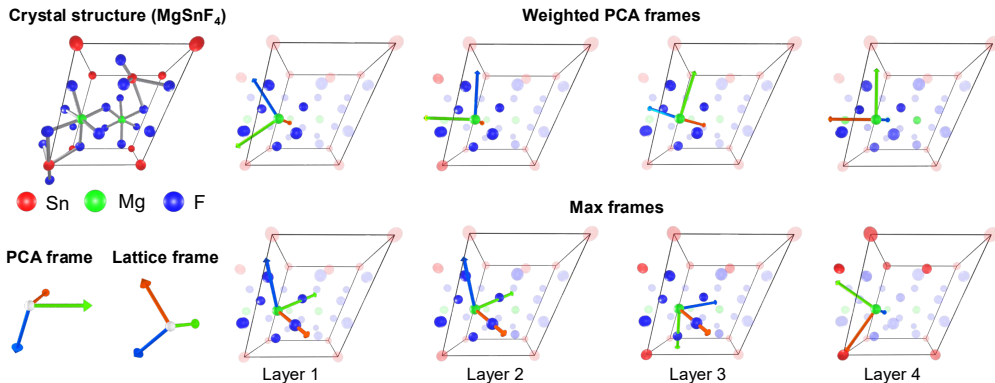 Crystal structure (MgSnF₄)
Weighted PCA frames
Sn Mg F
Max frames
PCA frame Lattice frame
Layer 1 Layer 2 Layer 3 Layer 4